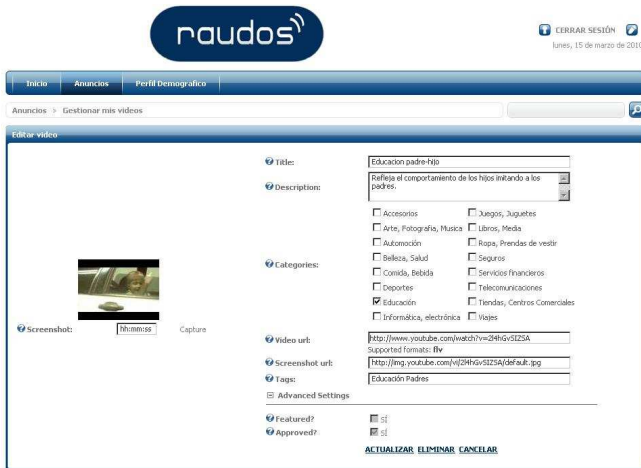 raudos
CERRAR SESIÓN
lunes, 15 de marzo de 2010
Inicio Anuncios Perfil Demografico
Anuncios Gestionar mis videos
Editar video
Title: Educacion padre-hijo
Description: Refleja el comportamiento de los hijos imitando a los
padres.
Categories:
Accesorios Juegos, Juguetes
Arte, Fotografia, Musica Libros, Media
Automoción Ropa, Prendas de vestir
Belleza, Salud Seguros
Comida, Bebida Servicios financieros
Deportes Telecomunicaciones
Educación Tiendas, Centros Comerciales
Informática, electrónica Viajes
Screenshot: hh:mm:ss Capture
Video url: http://www.youtube.com/watch?v=2l4hGvSIZSA
Supported formats: flv
Screenshot url: http://img.youtube.com/vi/2l4hGvSIZSA/default.jpg
Tags: Educación Padres
Advanced Settings
Featured? sí
Approved? sí
ACTUALIZAR ELIMINAR CANCELAR